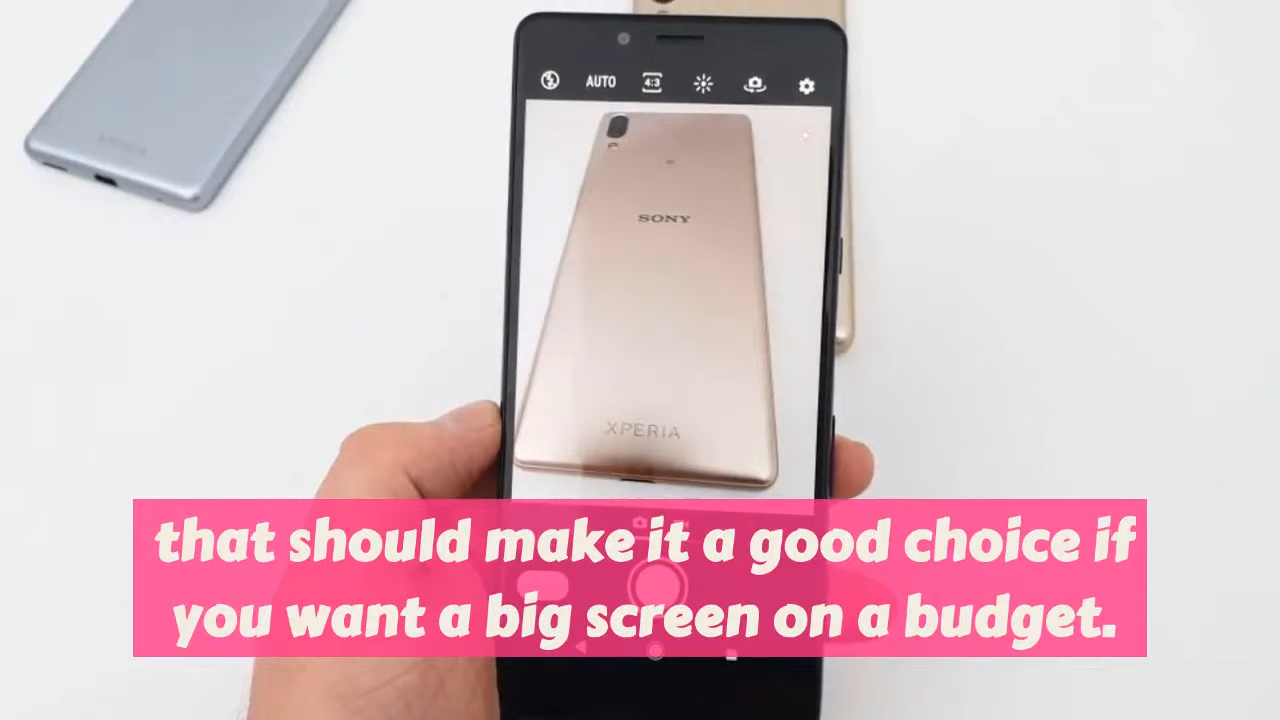 AUTO
4:3
SONY
XPERIA
that should make it a good choice if
you want a big screen on a budget.